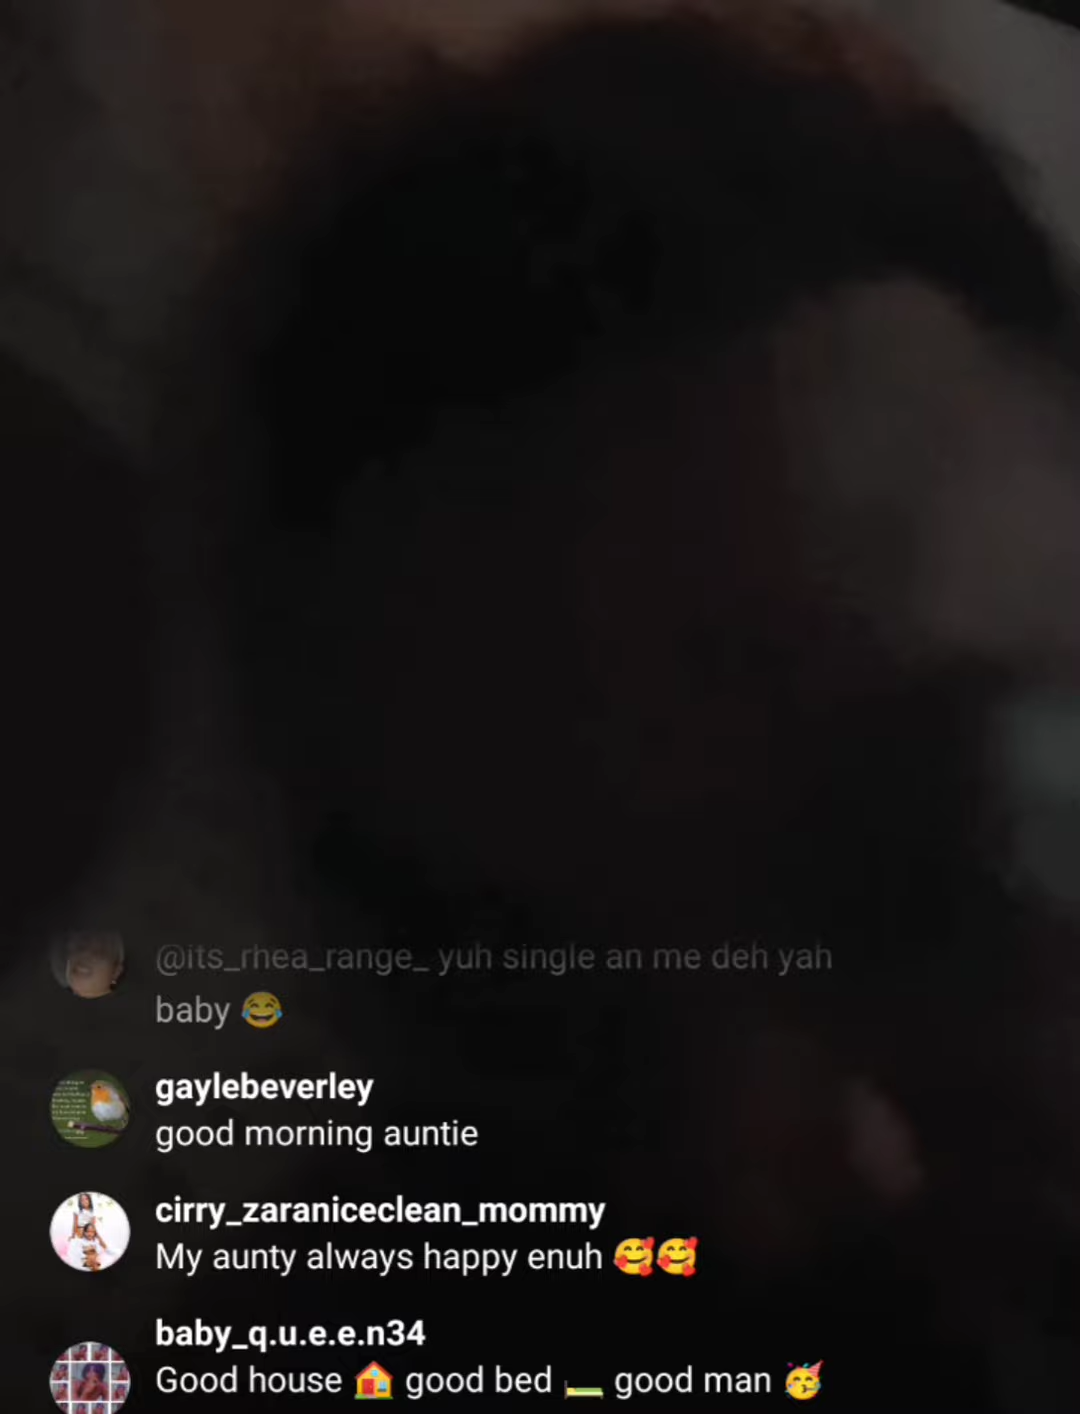 @its_rhea_range_ yuh single an me deh yah
baby 😂
gaylebeverley
good morning auntie
cirry_zaraniceclean_mommy
My aunty always happy enuh 🥰🥰
baby_q.u.e.e.n34
Good house 🏠 good bed 🛏️ good man 🥳